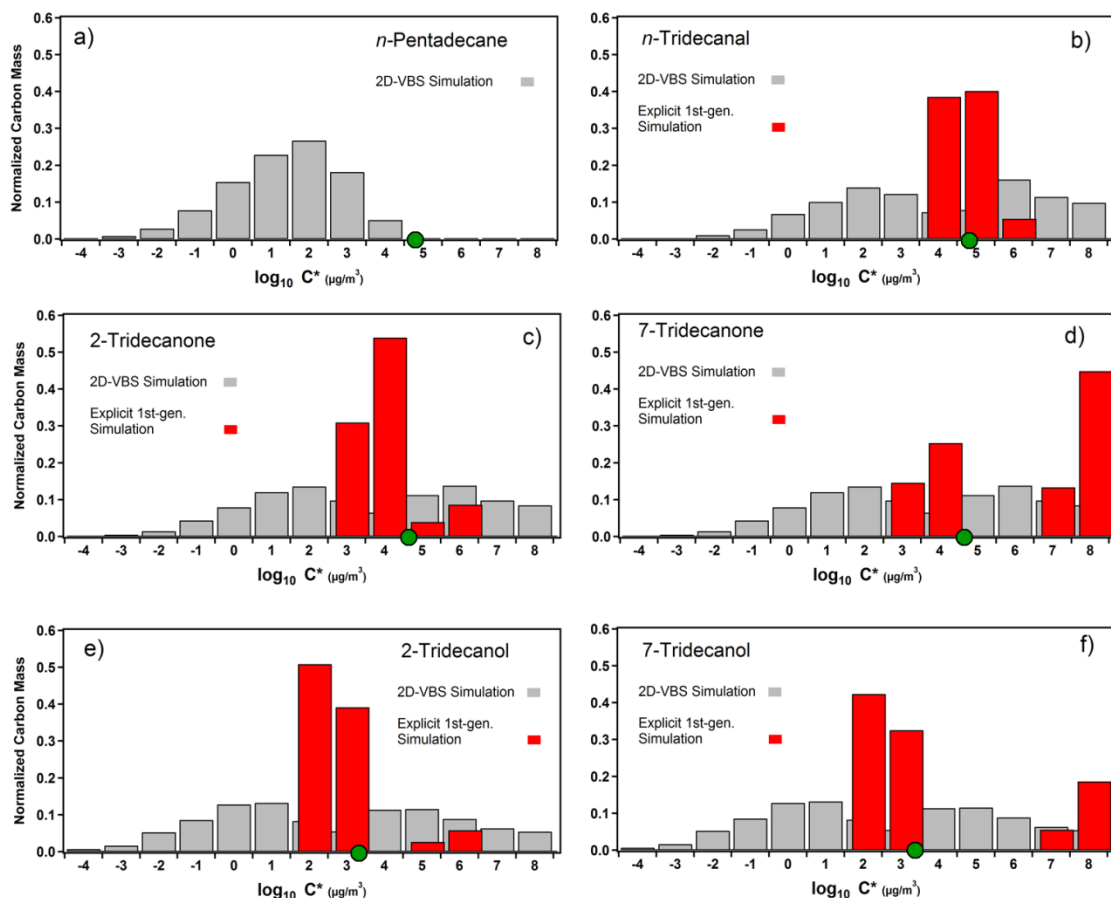 a)
n-Pentadecane
2D-VBS Simulation
Normalized Carbon Mass
0.6
0.5
0.4
0.3
0.2
0.1
0.0
-4 -3 -2 -1 0 1 2 3 4 5 6 7 8
log10 C* (µg/m³)
n-Tridecanal
b)
2D-VBS Simulation
Explicit 1st-gen.
Simulation
0.6
0.5
0.4
0.3
0.2
0.1
0.0
-4 -3 -2 -1 0 1 2 3 4 5 6 7 8
log10 C* (µg/m³)
2-Tridecanone
c)
2D-VBS Simulation
Explicit 1st-gen.
Simulation
Normalized Carbon Mass
0.6
0.5
0.4
0.3
0.2
0.1
0.0
-4 -3 -2 -1 0 1 2 3 4 5 6 7 8
log10 C* (µg/m³)
7-Tridecanone
d)
2D-VBS Simulation
Explicit 1st-gen.
Simulation
0.6
0.5
0.4
0.3
0.2
0.1
0.0
-4 -3 -2 -1 0 1 2 3 4 5 6 7 8
log10 C* (µg/m³)
e)
2-Tridecanol
2D-VBS Simulation
Explicit 1st-gen.
Simulation
Normalized Carbon Mass
0.6
0.5
0.4
0.3
0.2
0.1
0.0
-4 -3 -2 -1 0 1 2 3 4 5 6 7 8
log10 C* (µg/m³)
7-Tridecanol
f)
2D-VBS Simulation
Explicit 1st-gen.
Simulation
0.6
0.5
0.4
0.3
0.2
0.1
0.0
-4 -3 -2 -1 0 1 2 3 4 5 6 7 8
log10 C* (µg/m³)